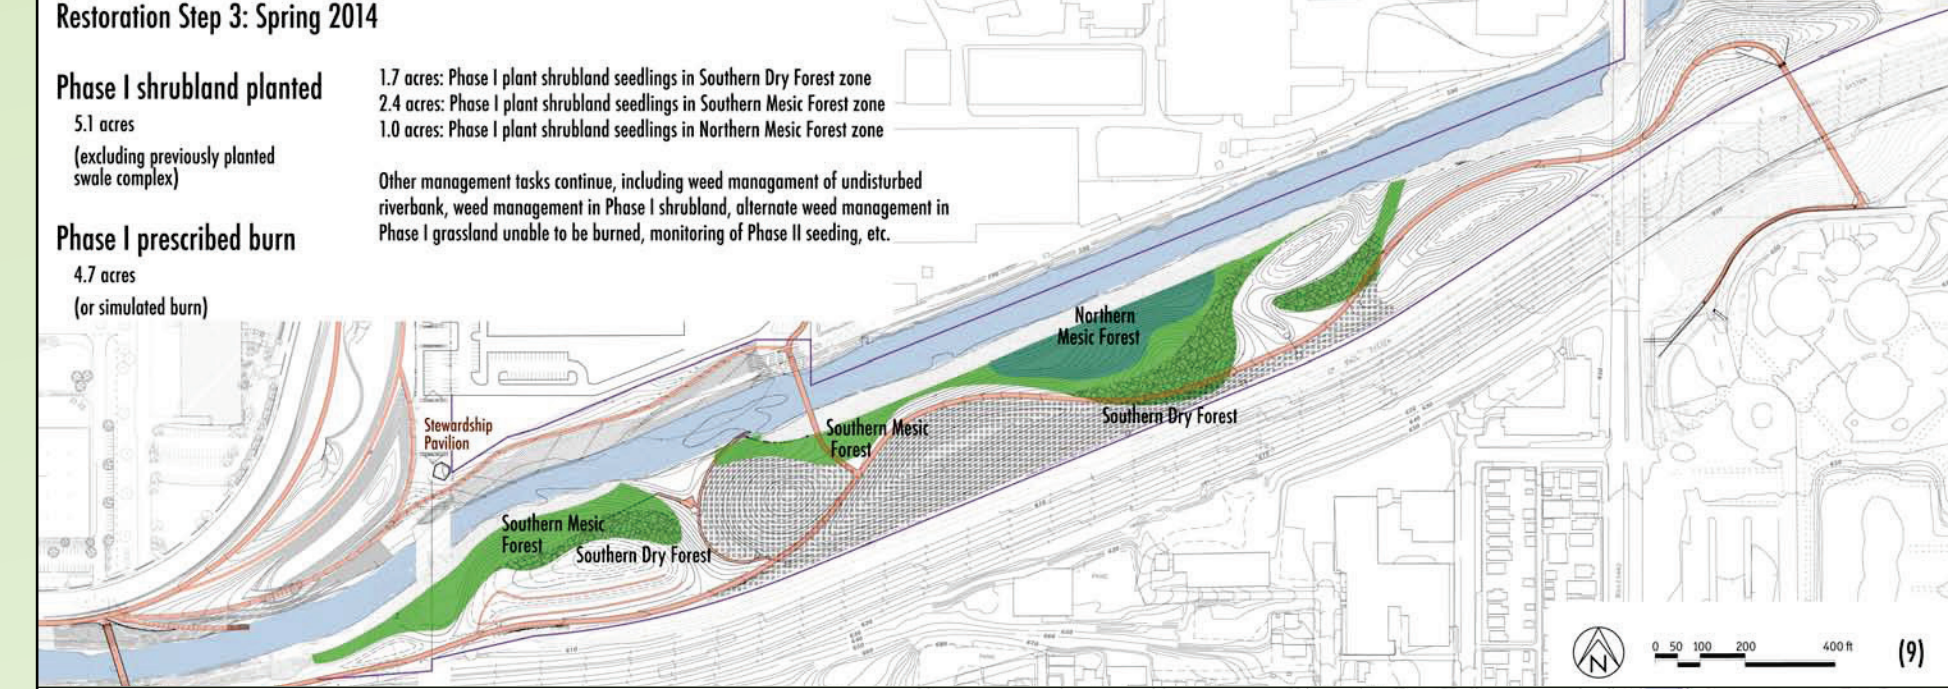 Restoration Step 3: Spring 2014
Phase I shrubland planted
5.1 acres
(excluding previously planted
swale complex)
Phase I prescribed burn
4.7 acres
(or simulated burn)
1.7 acres: Phase I plant shrubland seedlings in Southern Dry Forest zone
2.4 acres: Phase I plant shrubland seedlings in Southern Mesic Forest zone
1.0 acres: Phase I plant shrubland seedlings in Northern Mesic Forest zone
Other management tasks continue, including weed managament of undisturbed
riverbank, weed management in Phase I shrubland, alternate weed management in
Phase I grassland unable to be burned, monitoring of Phase II seeding, etc.
Northern
Mesic Forest
Southern Dry Forest
Southern Mesic
Forest
Stewardship
Pavilion
Southern Mesic
Forest
Southern Dry Forest
N
0 50 100 200 400 ft
(9)